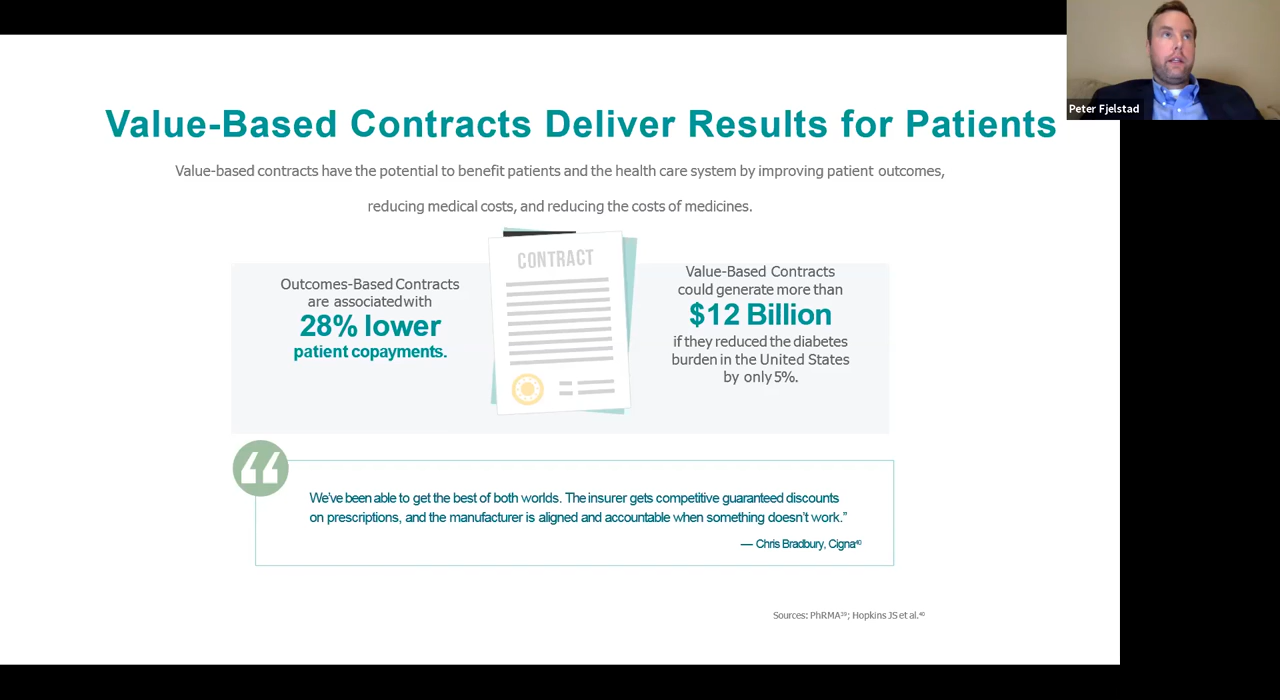 Peter Fjelstad
Value-Based Contracts Deliver Results for Patients
Value-based contracts have the potential to benefit patients and the health care system by improving patient outcomes,
reducing medical costs, and reducing the costs of medicines.
CONTRACT
Outcomes-Based Contracts
are associated with
28% lower
patient copayments.
Value-Based Contracts
could generate more than
$12 Billion
if they reduced the diabetes
burden in the United States
by only 5%.
“
We’ve been able to get the best of both worlds. The insurer gets competitive guaranteed discounts
on prescriptions, and the manufacturer is aligned and accountable when something doesn’t work.”
— Chris Bradbury, Cigna⁴⁰
Sources: PhRMA³⁹; Hopkins JS et al.⁴⁰